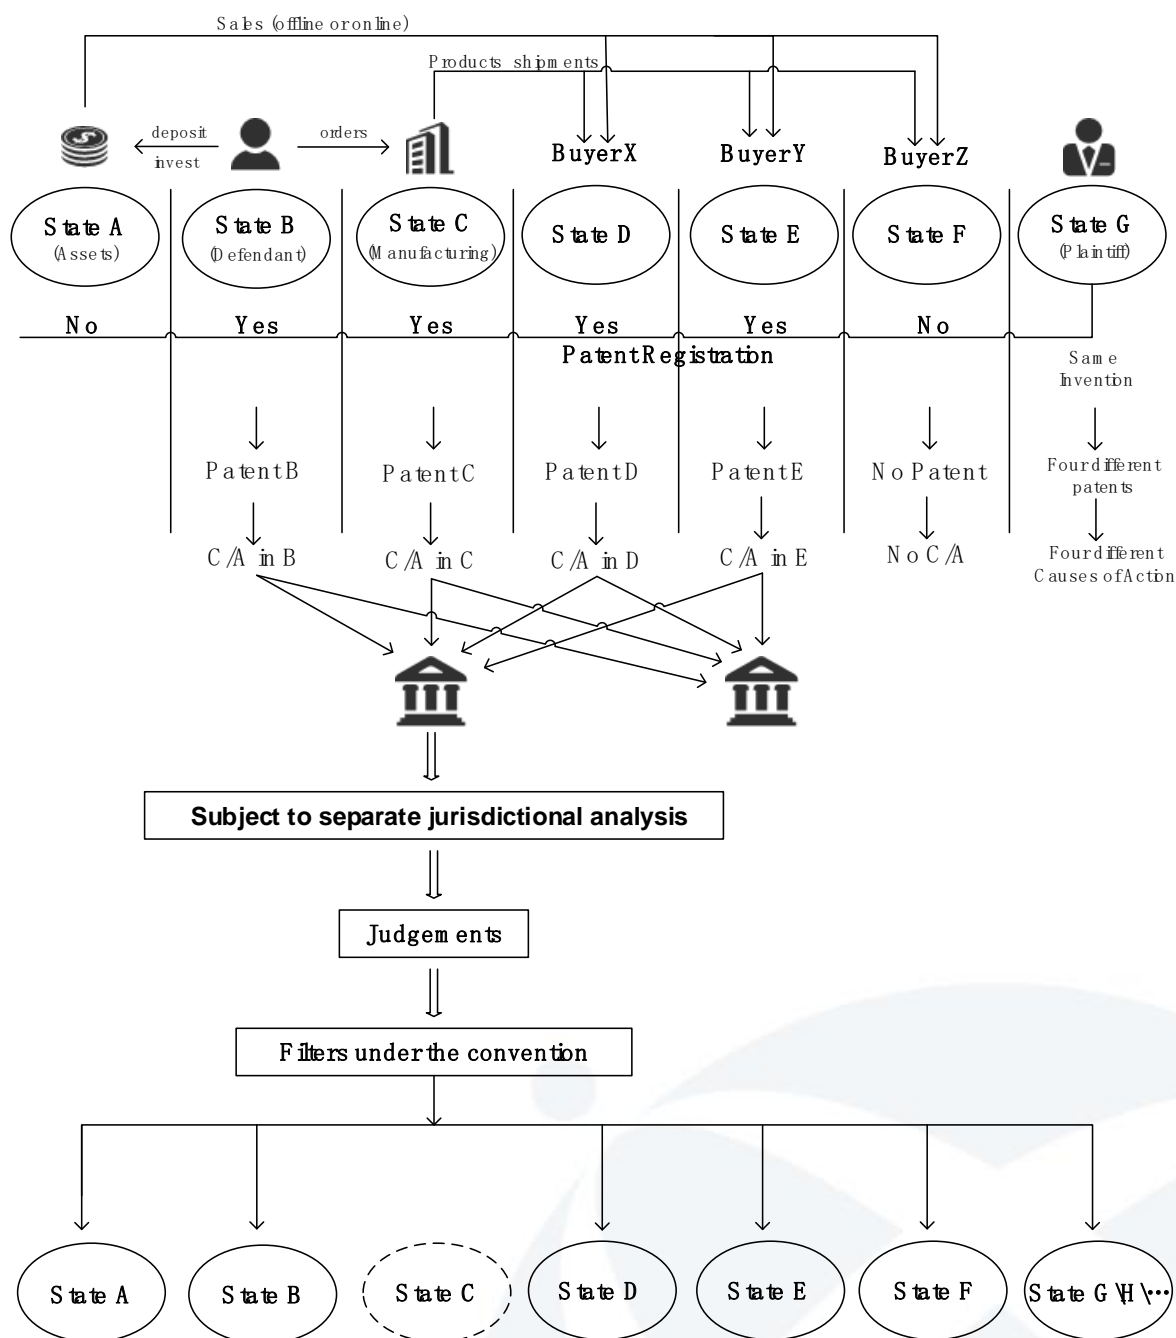 Sales (offline or online)
Products shipments
deposit
invest
orders
BuyerX
BuyerY
BuyerZ
State A
(Assets)
State B
(Defendant)
State C
(Manufacturing)
State D
State E
State F
State G
(Plaintiff)
No
Yes
Yes
Yes
Yes
No
Patent Registration
Same
Invention
Patent B
Patent C
Patent D
Patent E
No Patent
Four different
patents
C/A in B
C/A in C
C/A in D
C/A in E
No C/A
Four different
Causes of Action
Subject to separate jurisdictional analysis
Judgements
Filters under the convention
State A
State B
State C
State D
State E
State F
State G\H\···